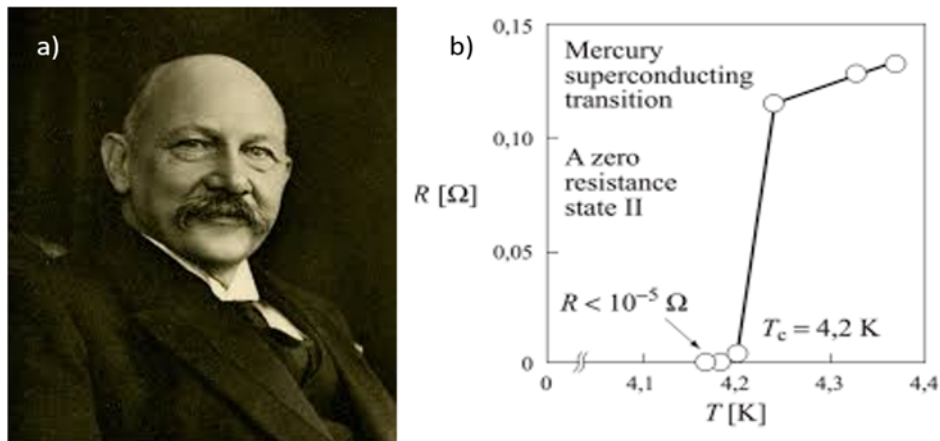 a)
b)
0,15
Mercury
superconducting
transition
0,10
A zero
resistance
state II
R [Ω]
0,05
R < 10⁻⁵ Ω
T_c = 4,2 K
0
0
4,1
4,2
4,3
4,4
T [K]